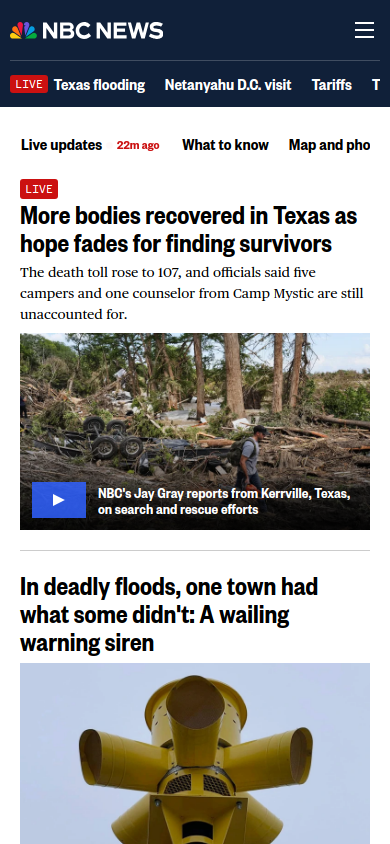 NBC NEWS
LIVE Texas flooding Netanyahu D.C. visit Tariffs T
Live updates 22m ago What to know Map and pho
LIVE
More bodies recovered in Texas as
hope fades for finding survivors
The death toll rose to 107, and officials said five
campers and one counselor from Camp Mystic are still
unaccounted for.
NBC's Jay Gray reports from Kerrville, Texas,
on search and rescue efforts
In deadly floods, one town had
what some didn't: A wailing
warning siren